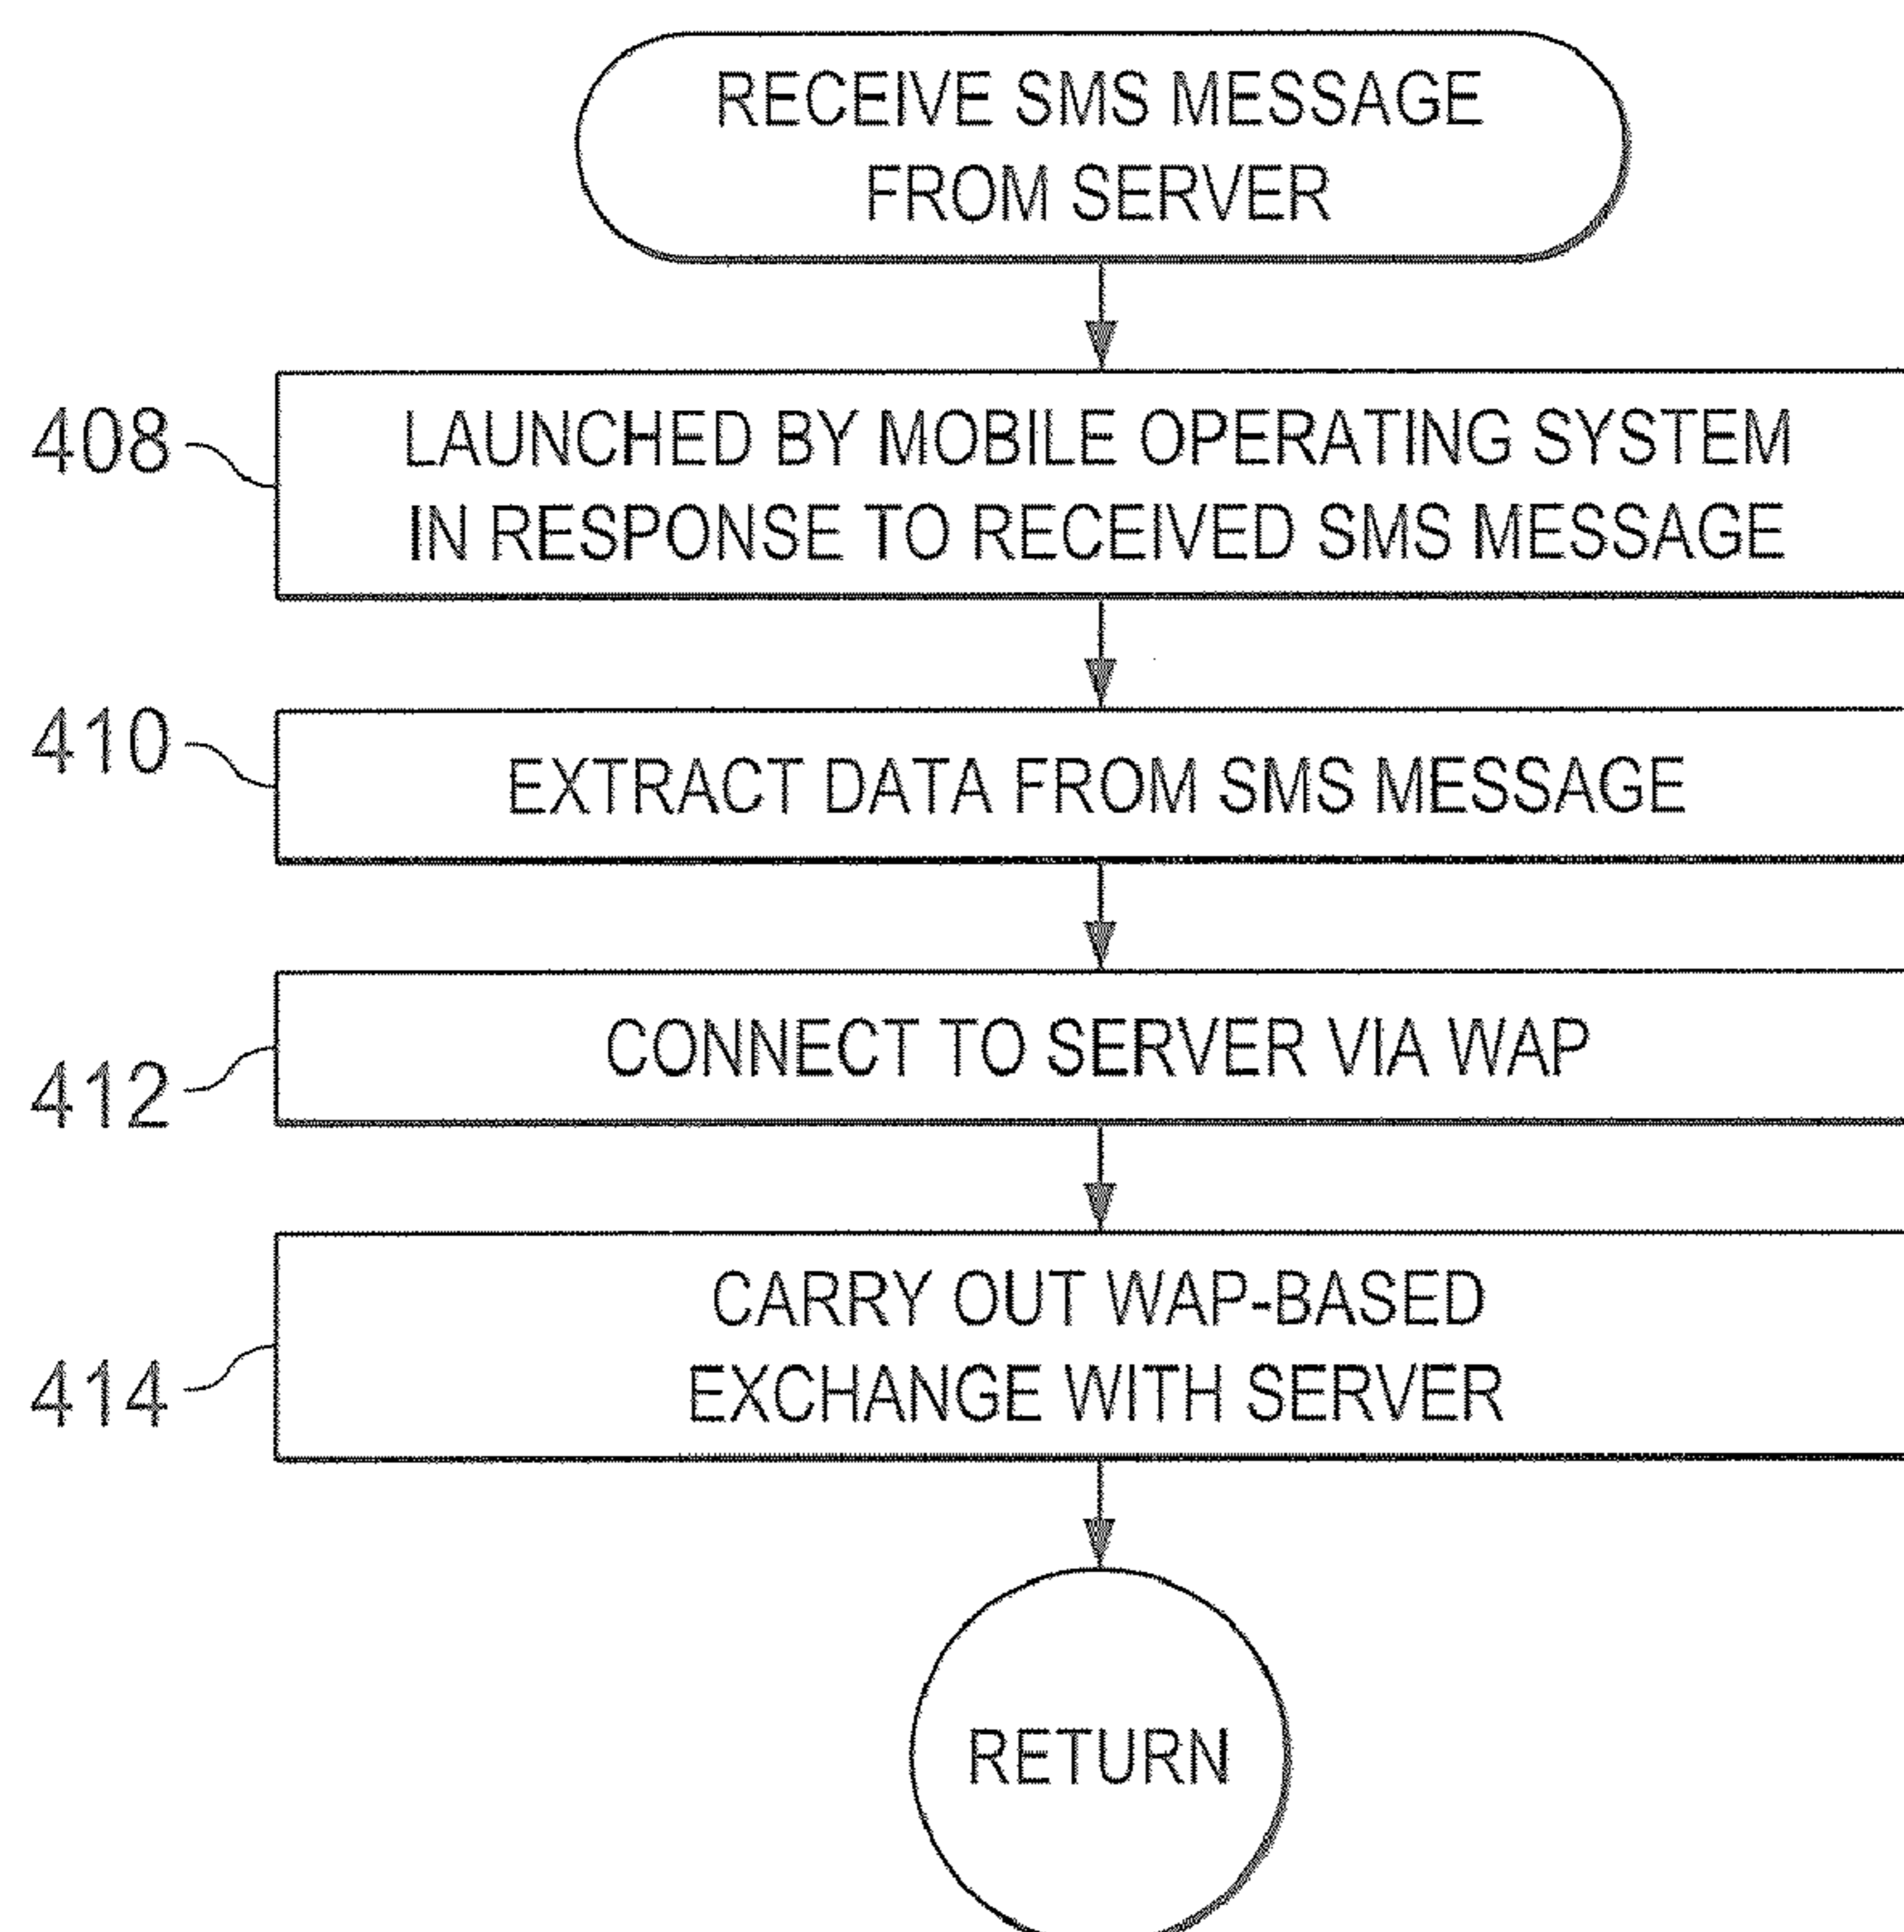 RECEIVE SMS MESSAGE
FROM SERVER
408
LAUNCHED BY MOBILE OPERATING SYSTEM
IN RESPONSE TO RECEIVED SMS MESSAGE
410
EXTRACT DATA FROM SMS MESSAGE
412
CONNECT TO SERVER VIA WAP
414
CARRY OUT WAP-BASED
EXCHANGE WITH SERVER
RETURN